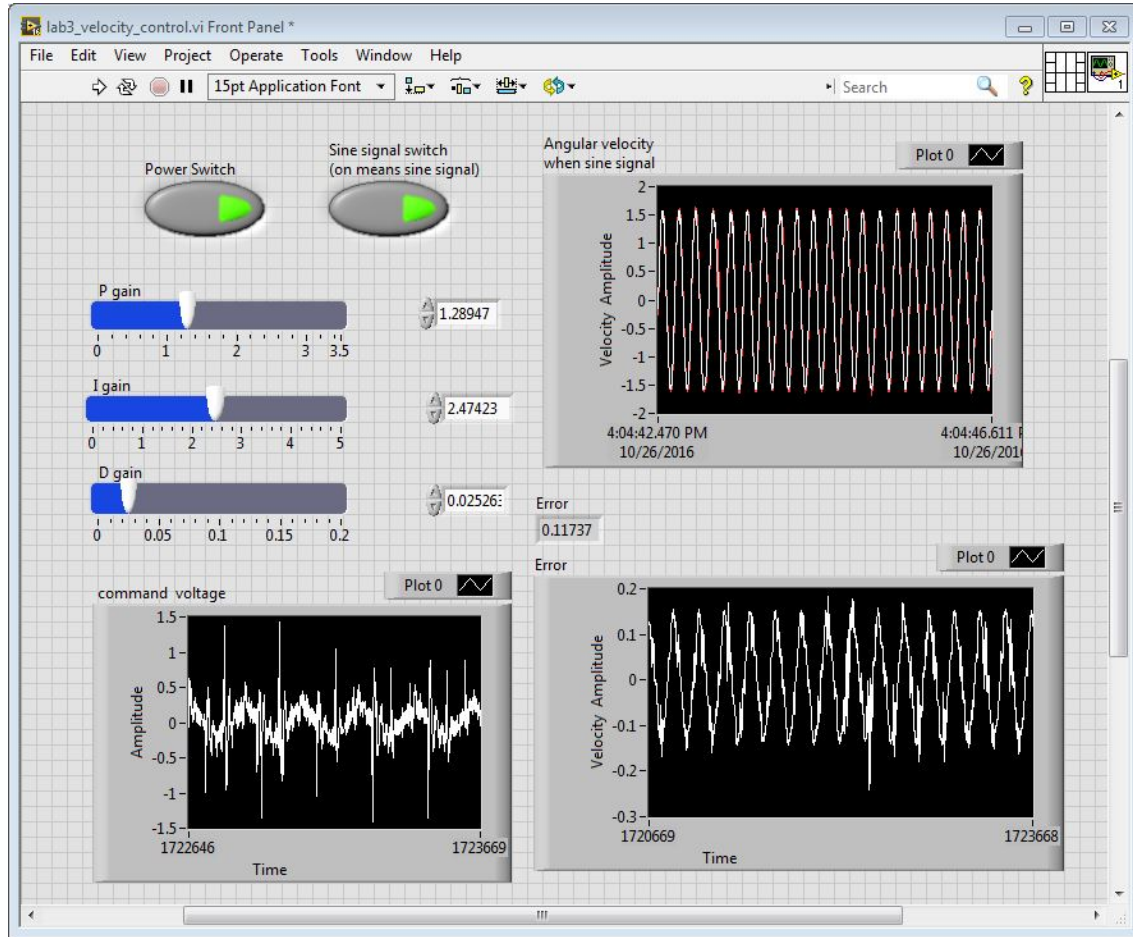 lab3_velocity_control.vi Front Panel *
File Edit View Project Operate Tools Window Help
15pt Application Font
Search
1
Power Switch
Sine signal switch
(on means sine signal)
P gain
0 1 2 3 3.5
1.28947
I gain
0 1 2 3 4 5
2.47423
D gain
0 0.05 0.1 0.15 0.2
Angular velocity
when sine signal
Plot 0
Velocity Amplitude
2
1.5
1
0.5
0
-0.5
-1
-1.5
-2
4:04:42.470 PM
10/26/2016
4:04:46.611
Error
0.11737
command voltage
Plot 0
Amplitude
1.5
1
0.5
0
-0.5
-1
-1.5
1722646 1723669
Time
Error
Plot 0
Velocity Amplitude
0.2
0.1
0
-0.1
-0.2
-0.3
1720669 1723668
Time